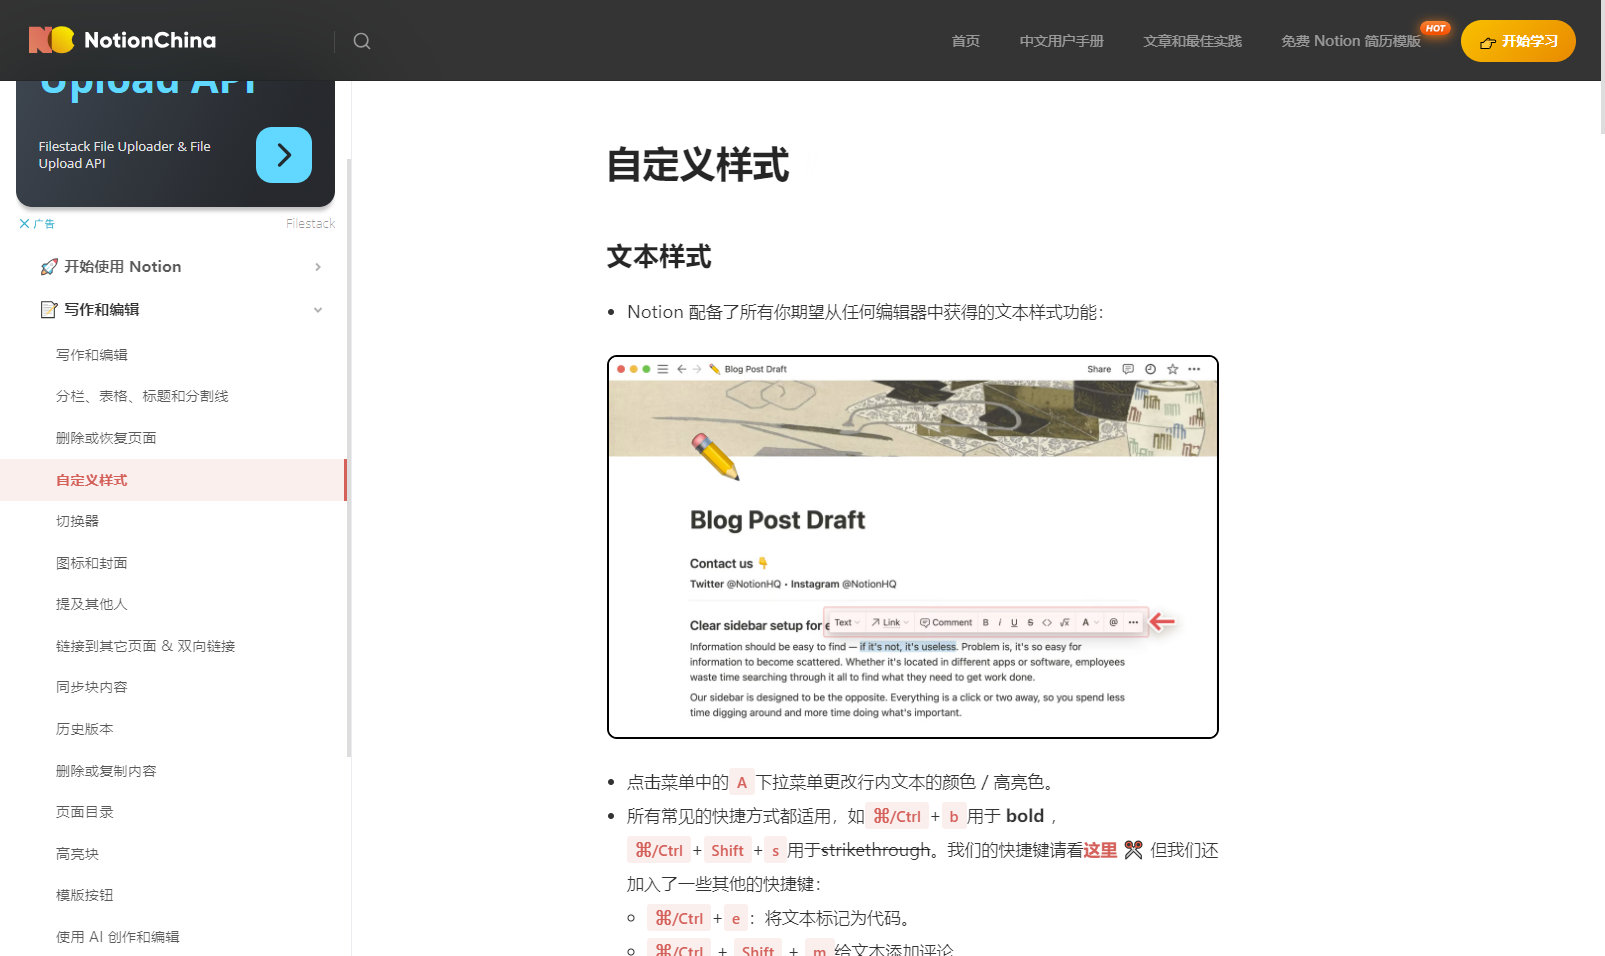 NotionChina
首页
中文用户手册
文章和最佳实践
免费 Notion 简历模版
HOT
开始学习
Upload API
Filestack File Uploader & File
Upload API
广告
Filestack
开始使用 Notion
写作和编辑
写作和编辑
分栏、表格、标题和分割线
删除或恢复页面
自定义样式
切换器
图标和封面
提及其他人
链接到其它页面 & 双向链接
同步块内容
历史版本
删除或复制内容
页面目录
高亮块
模版按钮
使用 AI 创作和编辑
自定义样式
文本样式
Notion 配备了所有你期望从任何编辑器中获得的文本样式功能：
Blog Post Draft
Share
Blog Post Draft
Contact us
Twitter @NotionHQ • Instagram @NotionHQ
Clear sidebar setup for e
Text Link Comment B i U S <> √x A @ •••
Information should be easy to find — if it's not, it's useless. Problem is, it's so easy for
information to become scattered. Whether it's located in different apps or software, employees
waste time searching through it all to find what they need to get work done.
Our sidebar is designed to be the opposite. Everything is a click or two away, so you spend less
time digging around and more time doing what's important.
点击菜单中的 A 下拉菜单更改行内文本的颜色 / 高亮色。
所有常见的快捷方式都适用，如 ⌘/Ctrl + b 用于 bold ，
⌘/Ctrl + Shift + s 用于strikethrough。我们的快捷键请看这里 ⌘ 但我们还
加入了一些其他的快捷键：
⌘/Ctrl + e ：将文本标记为代码。
⌘/Ctrl + Shift + m 给文本添加评论